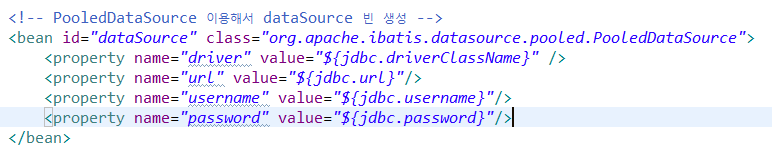 <!-- PooledDataSource 이용해서 dataSource 빈 생성 -->
<bean id="dataSource" class="org.apache.ibatis.datasource.pooled.PooledDataSource">
<property name="driver" value="${jdbc.driverClassName}" />
<property name="url" value="${jdbc.url}"/>
<property name="username" value="${jdbc.username}"/>
<property name="password" value="${jdbc.password}"/>
</bean>